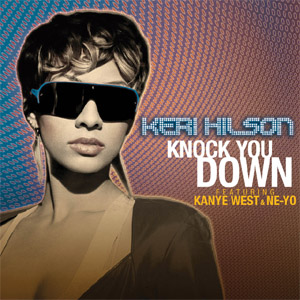 KERI HILSON
KNOCK YOU
DOWN
FEATURING
KANYE WEST & NE-YO